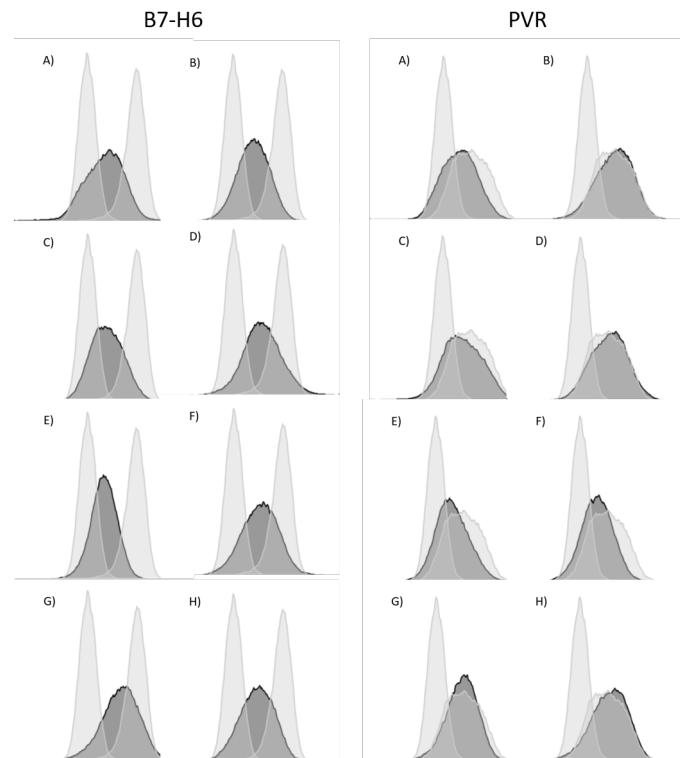 B7-H6 PVR
A) B) A) B)
C) D) C) D)
E) F) E) F)
G) H) G) H)